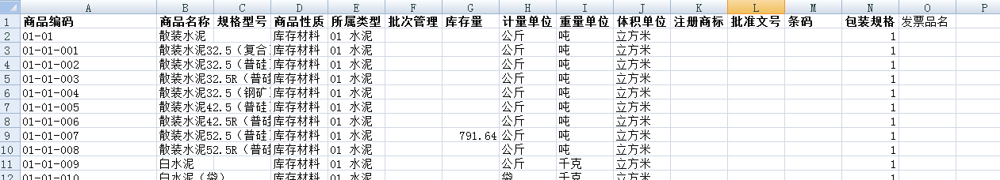 A B C D E F G H I J K L M N O P
1 商品编码 商品名称 规格型号 商品性质 所属类型 批次管理 库存量 计量单位 重量单位 体积单位 注册商标 批准文号 条码 包装规格 发票品名
2 01-01 散装水泥 库存材料 01 水泥 公斤 吨 立方米 1
3 01-01-001 散装水泥32.5（复合 库存材料 01 水泥 公斤 吨 立方米 1
4 01-01-002 散装水泥32.5（普硅 库存材料 01 水泥 公斤 吨 立方米 1
5 01-01-003 散装水泥32.5R（普硅 库存材料 01 水泥 公斤 吨 立方米 1
6 01-01-004 散装水泥32.5（钢矿 库存材料 01 水泥 公斤 吨 立方米 1
7 01-01-005 散装水泥42.5（普硅 库存材料 01 水泥 公斤 吨 立方米 1
8 01-01-006 散装水泥42.5R（普硅 库存材料 01 水泥 公斤 吨 立方米 1
9 01-01-007 散装水泥52.5（普硅 库存材料 01 水泥 791.64 公斤 吨 立方米 1
10 01-01-008 散装水泥52.5R（普硅 库存材料 01 水泥 公斤 吨 立方米 1
11 01-01-009 白水泥 库存材料 01 水泥 公斤 千克 立方米 1
12 01-01-010 白水泥（袋） 库存材料 01 水泥 袋 千克 立方米 1